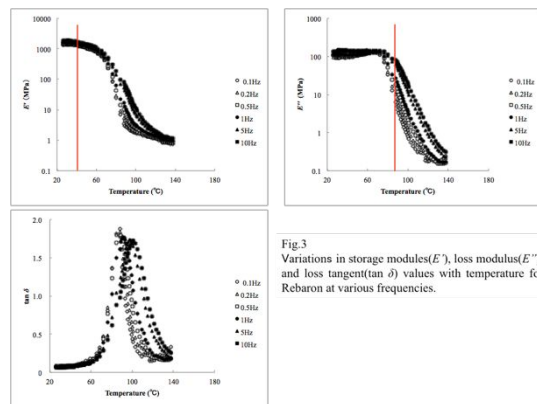 10000
1000
100
10
1
0.1
E' (MPa)
20 40 60 80 100 120 140 160
Temperature (℃)
0.1Hz
0.2Hz
0.5Hz
1Hz
5Hz
10Hz
1000
100
10
1
0.1
E'' (MPa)
20 60 100 140
Temperature (℃)
0.1Hz
0.2Hz
0.5Hz
1Hz
5Hz
10Hz
2.0
1.5
1.0
0.5
0.0
tan δ
20 60 100 140
Temperature (℃)
0.1Hz
0.2Hz
0.5Hz
1Hz
5Hz
10Hz
Fig.3
Variations in storage modules(E'), loss modulus(E''
and loss tangent(tan δ) values with temperature fo
Rebaron at various frequencies.